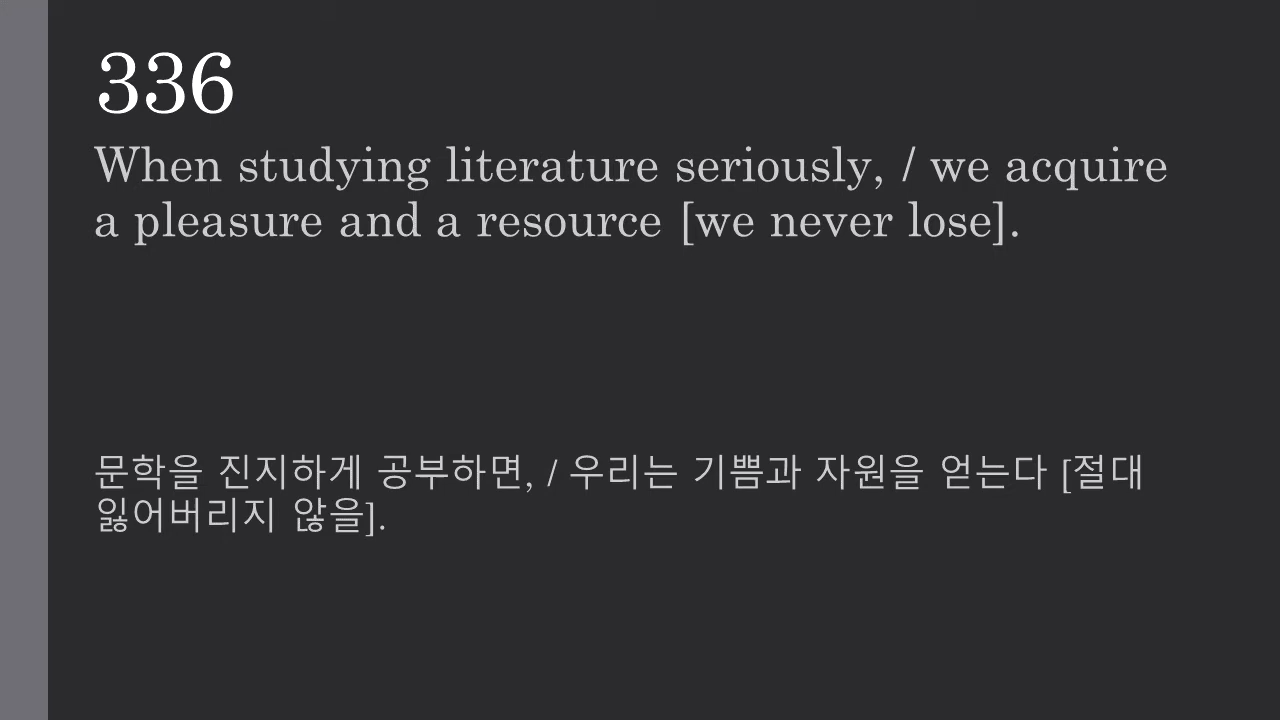 336
When studying literature seriously, / we acquire
a pleasure and a resource [we never lose].
문학을 진지하게 공부하면, / 우리는 기쁨과 자원을 얻는다 [절대
잃어버리지 않을].